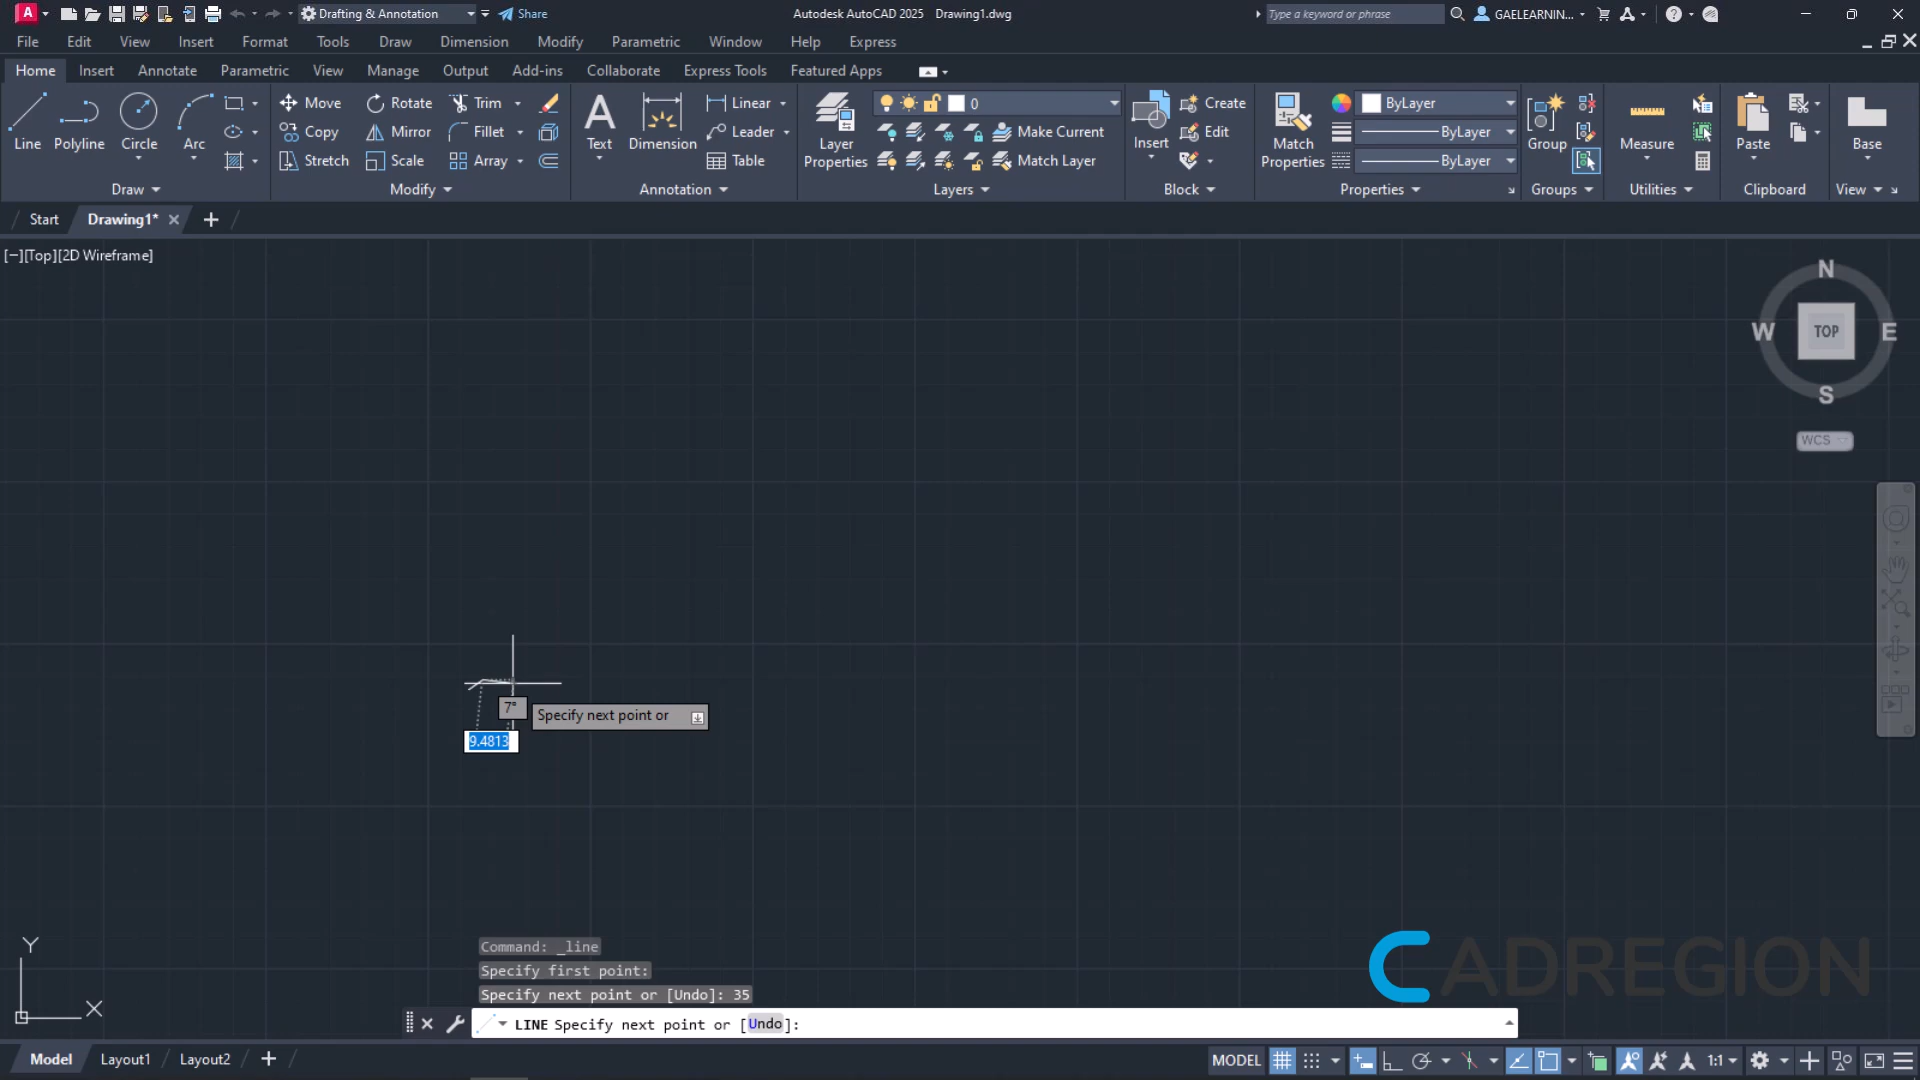 A
Drafting & Annotation
Share
Autodesk AutoCAD 2025 Drawing1.dwg
Type a keyword or phrase
GAELEARNIN...
File Edit View Insert Format Tools Draw Dimension Modify Parametric Window Help Express
Home Insert Annotate Parametric View Manage Output Add-ins Collaborate Express Tools Featured Apps
Line Polyline Circle Arc
Move Rotate Trim
Copy Mirror Fillet
Stretch Scale Array
Text Dimension
Linear
Leader
Table
Layer Properties
0
Make Current
Match Layer
Insert
Create
Edit
Match Properties
ByLayer
ByLayer
ByLayer
Group
Measure
Paste
Base
Draw Modify Annotation Layers Block Properties Groups Utilities Clipboard View
Start Drawing1* +
[−][Top][2D Wireframe]
N
W TOP E
S
WCS
7°
Specify next point or
9.4813
Y
X
Command: _line
Specify first point:
Specify next point or [Undo]: 35
LINE Specify next point or [Undo]:
CADREGION
Model Layout1 Layout2 +
MODEL 1:1